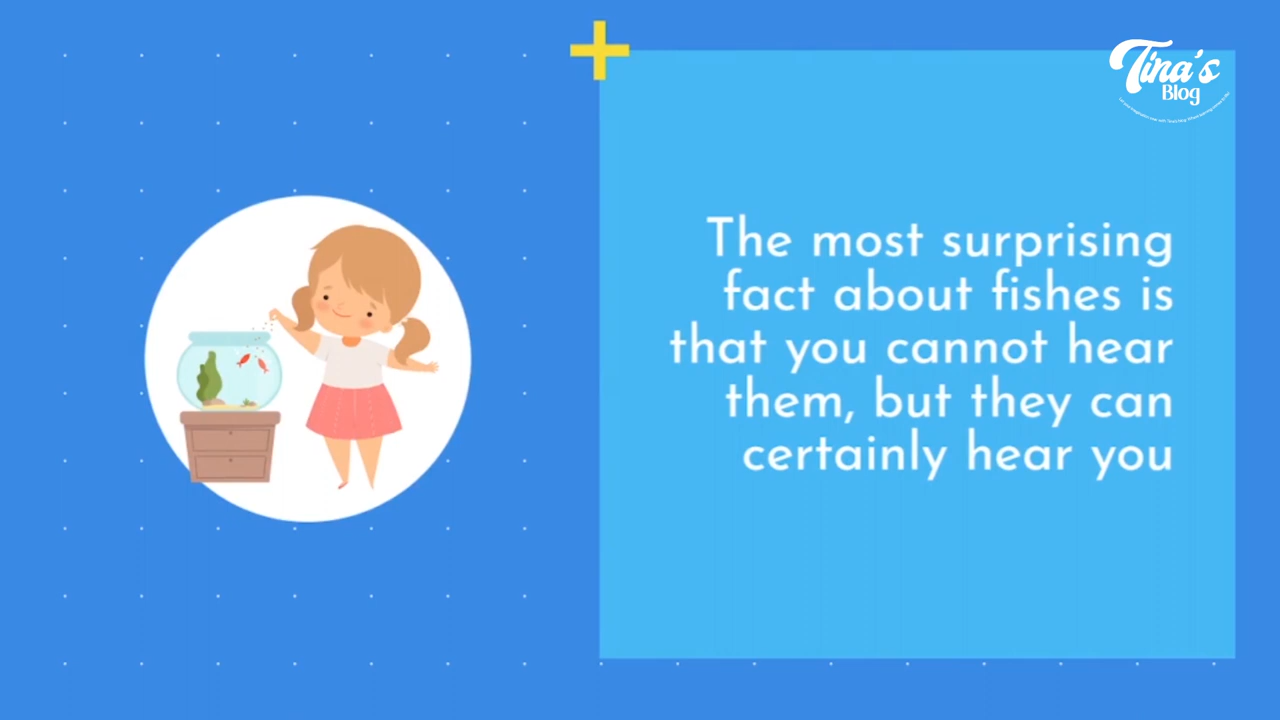 Tina's
Blog
The most surprising
fact about fishes is
that you cannot hear
them, but they can
certainly hear you